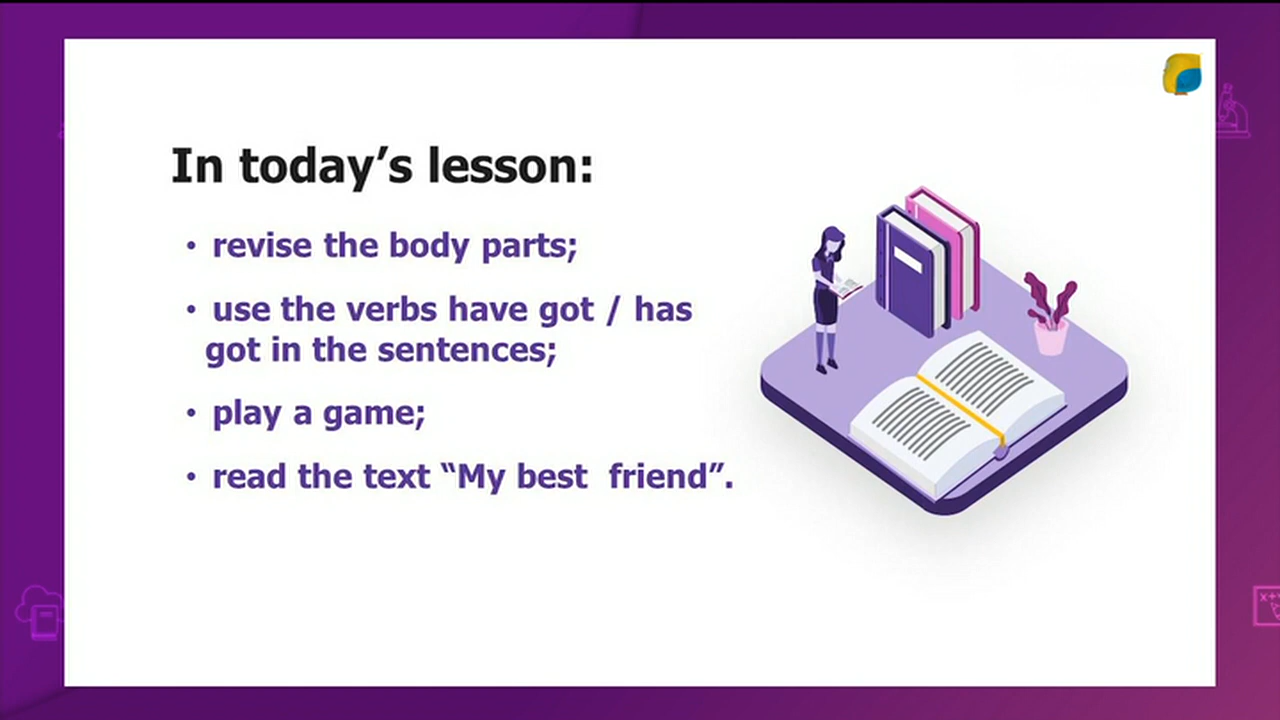 In today’s lesson:
• revise the body parts;
• use the verbs have got / has
got in the sentences;
• play a game;
• read the text “My best  friend”.